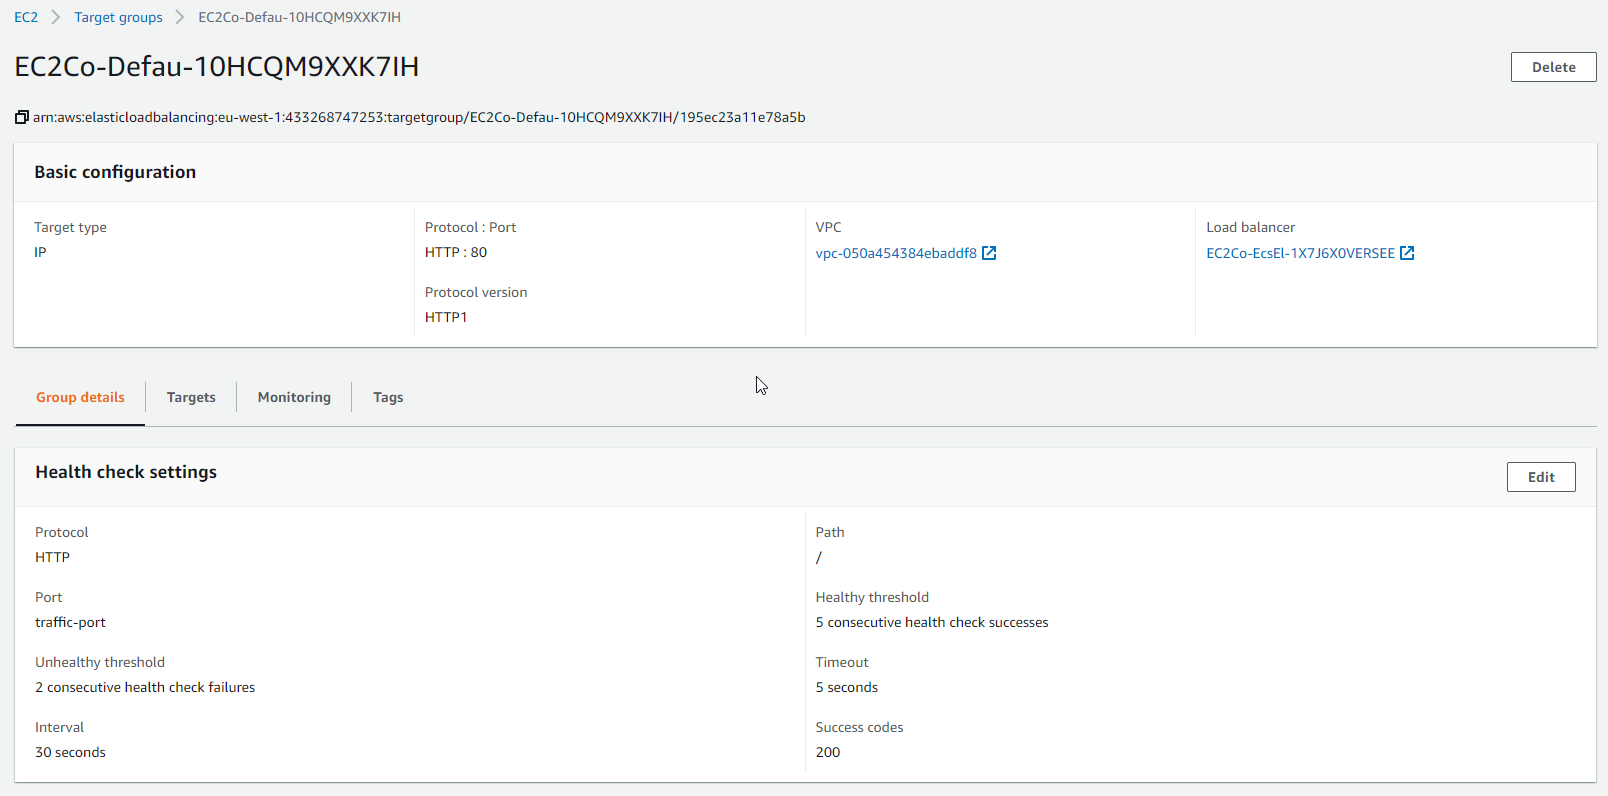 EC2 > Target groups > EC2Co-Defau-10HCQM9XXK7IH
EC2Co-Defau-10HCQM9XXK7IH
Delete
arn:aws:elasticloadbalancing:eu-west-1:433268747253:targetgroup/EC2Co-Defau-10HCQM9XXK7IH/195ec23a11e78a5b
Basic configuration
Target type
IP
Protocol : Port
HTTP : 80
Protocol version
HTTP1
VPC
vpc-050a454384ebaddf8
Load balancer
EC2Co-EcsEl-1X7J6X0VERSEE
Group details
Targets
Monitoring
Tags
Health check settings
Edit
Protocol
HTTP
Path
/
Port
traffic-port
Healthy threshold
5 consecutive health check successes
Unhealthy threshold
2 consecutive health check failures
Timeout
5 seconds
Interval
30 seconds
Success codes
200